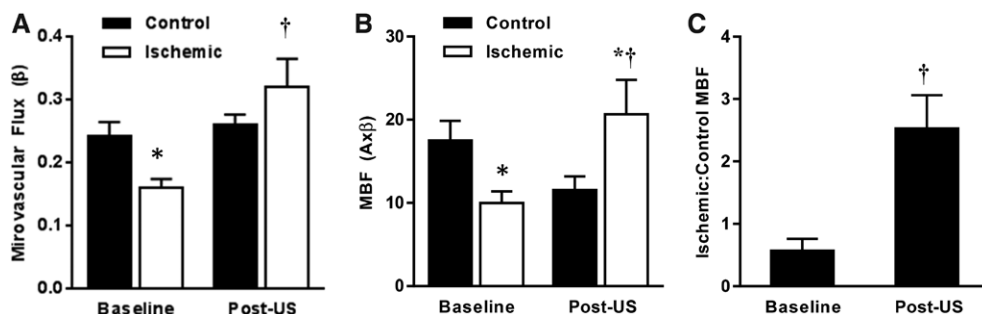 A
Control
Ischemic
†
*
Mirovascular Flux (β)
0.4
0.3
0.2
0.1
0.0
Baseline
Post-US
B
Control
Ischemic
*†
*
MBF (Axβ)
30
20
10
0
Baseline
Post-US
C
†
Ischemic:Control MBF
4
3
2
1
0
Baseline
Post-US